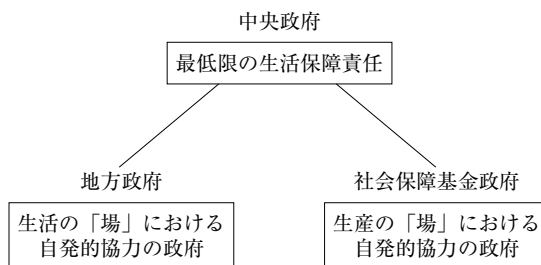 中央政府
最低限の生活保障責任
地方政府
生活の「場」における
自発的協力の政府
社会保障基金政府
生産の「場」における
自発的協力の政府